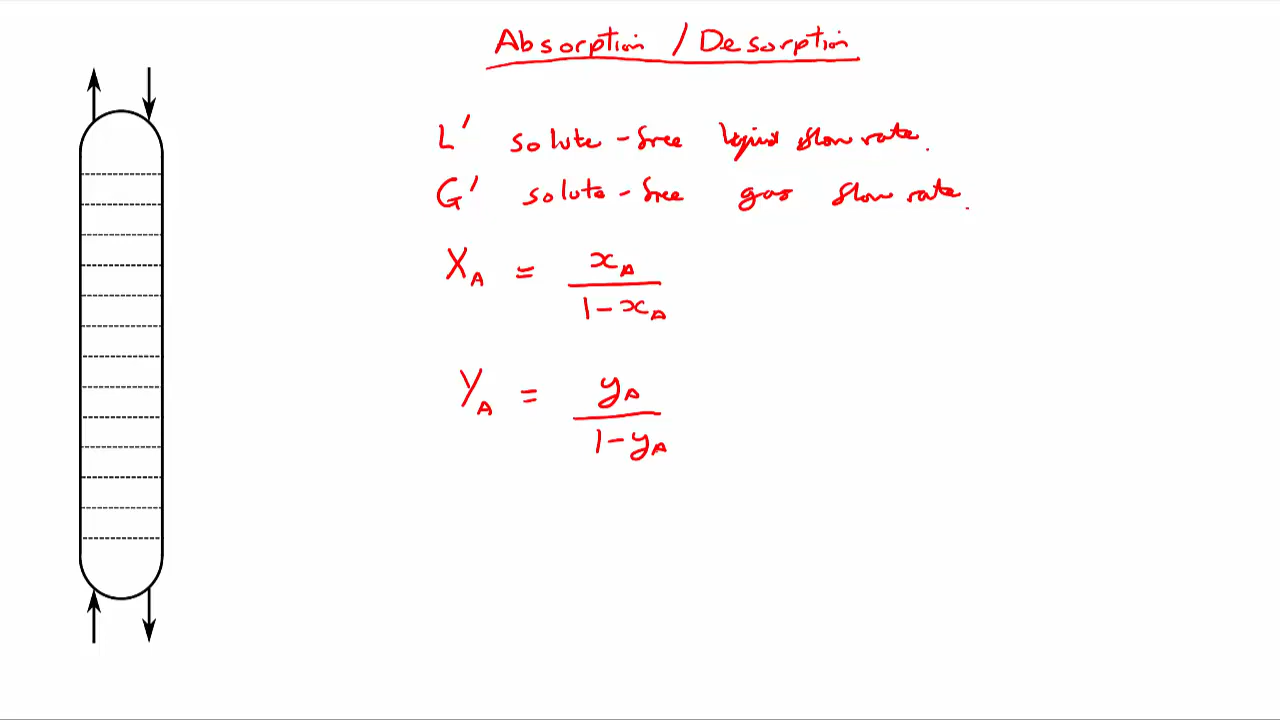 Absorption / Desorption
L' solute-free liquid flow rate.
G' solute-free gas flow rate.
X_A = x_A / 1-x_A
Y_A = y_A / 1-y_A